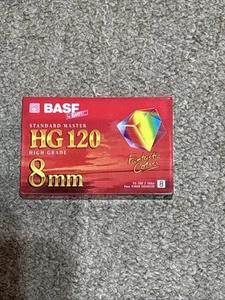 BASF
STANDARD MASTER
HG 120
HIGH GRADE
8mm
Fantastic
Colours
8